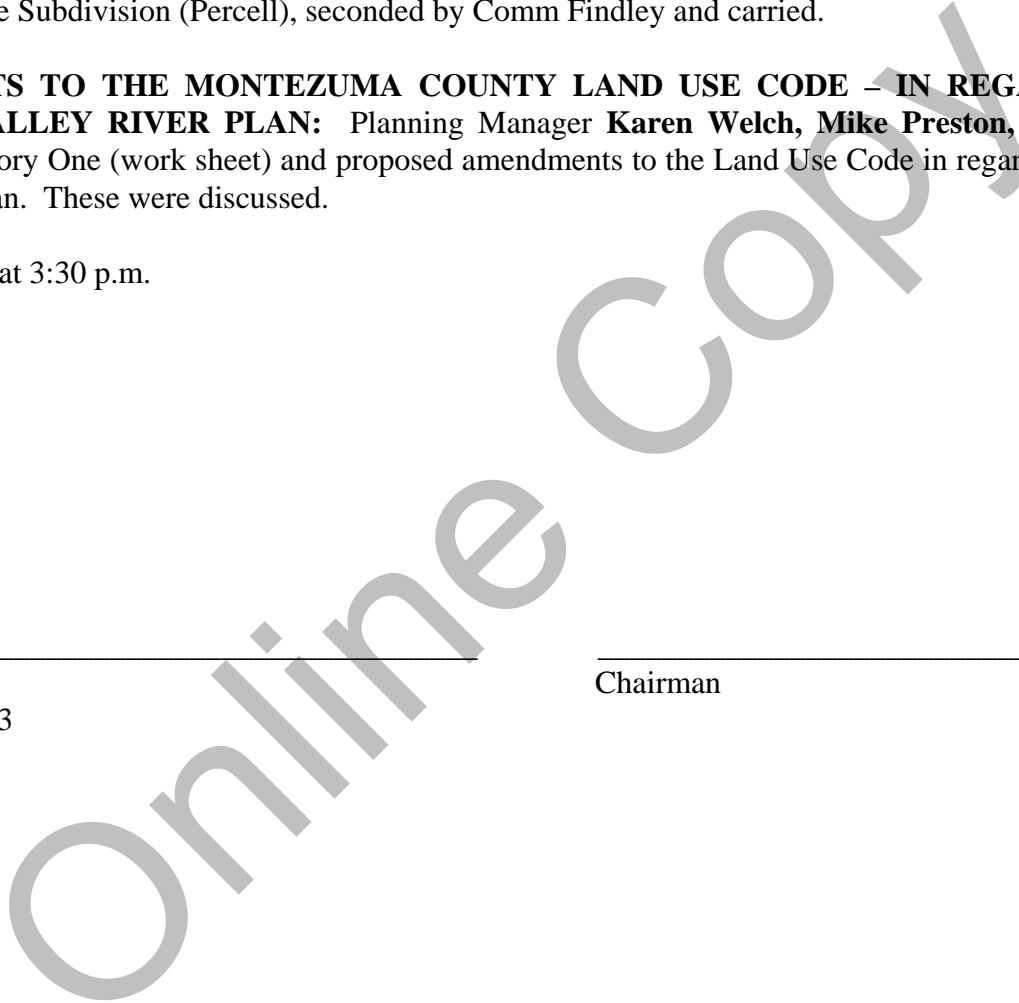 e Subdivision (Percell), seconded by Comm Findley and carried.
TS TO THE MONTEZUMA COUNTY LAND USE CODE – IN REGA
ALLEY RIVER PLAN: Planning Manager Karen Welch, Mike Preston,
ory One (work sheet) and proposed amendments to the Land Use Code in regar
an. These were discussed.
at 3:30 p.m.
Chairman
3
Online Copy